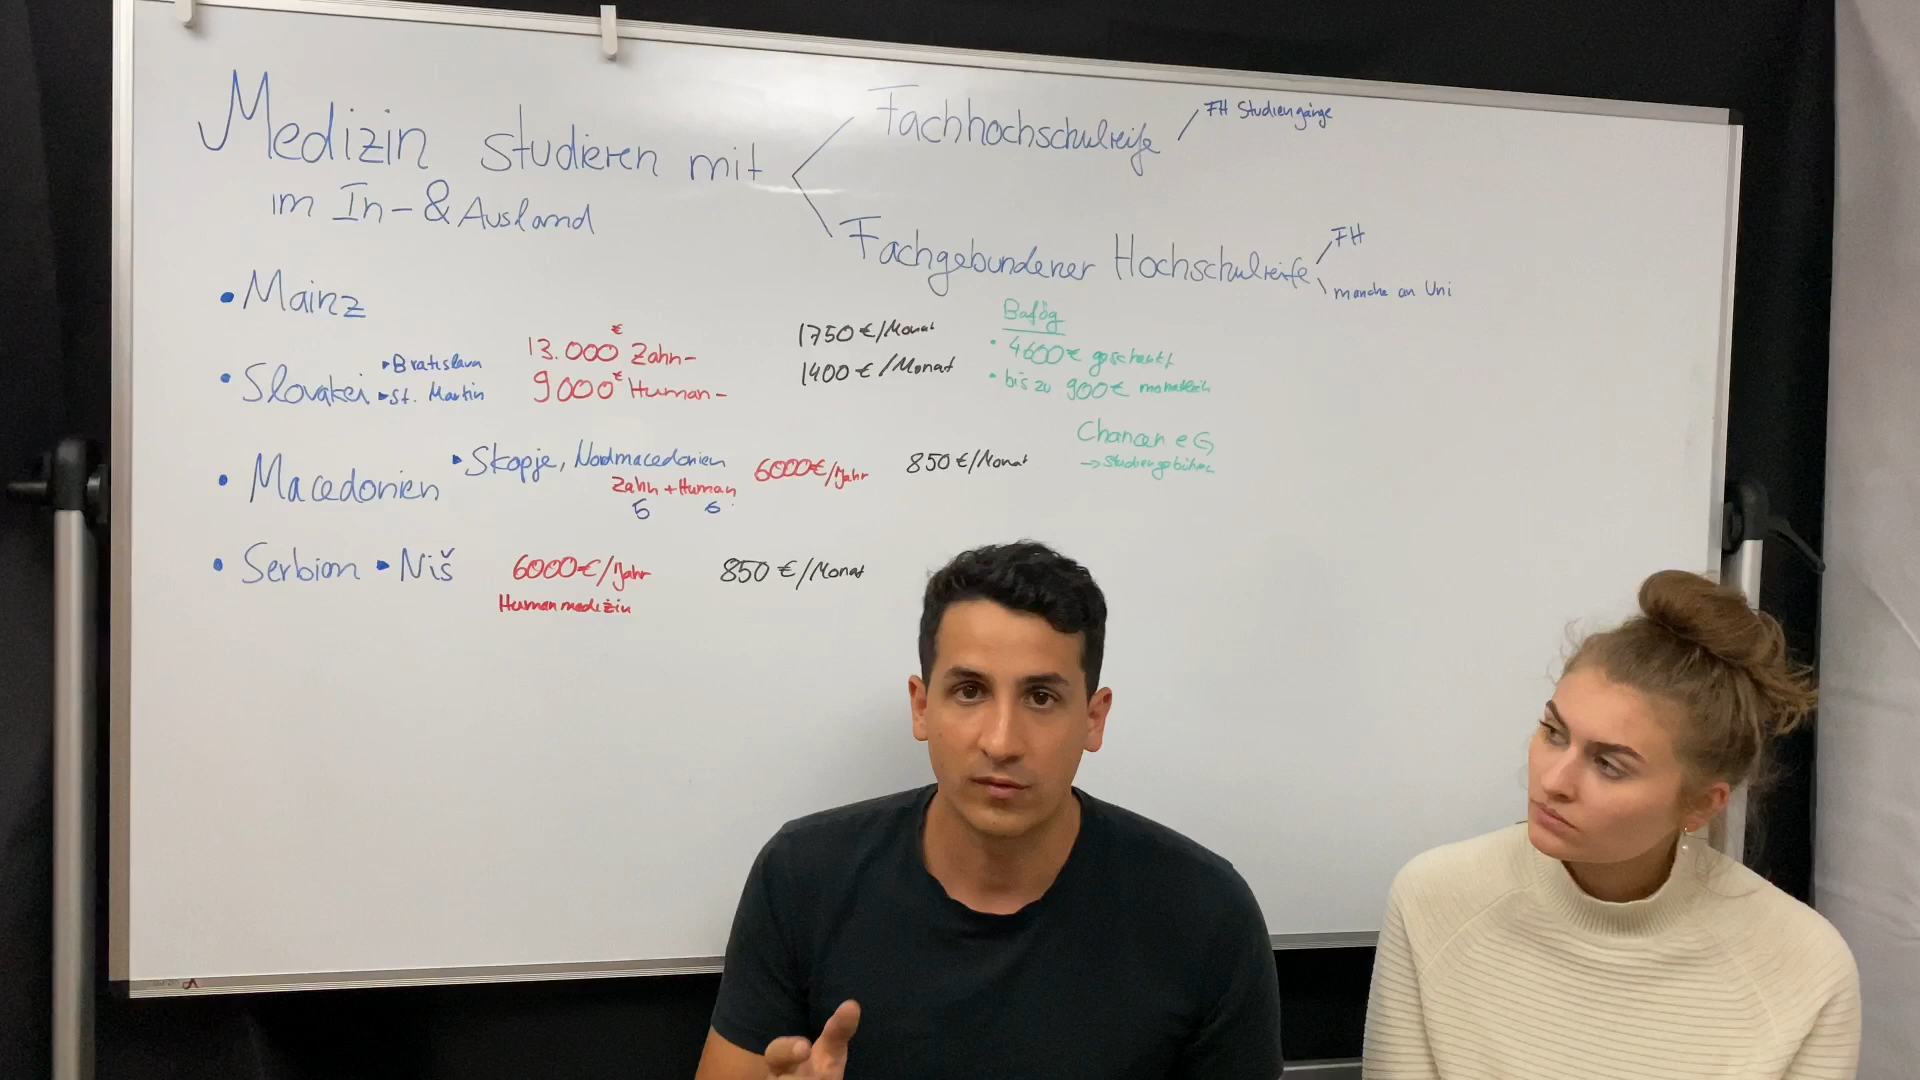 Medizin studieren mit
im In- & Ausland
Fachhochschulreife
FH Studiengänge
Fachgebundener Hochschulreife
FH
manche an Uni
• Mainz
• Slovakei
▸ Bratislava
▸ St. Martin
13.000€ Zahn-
9000€ Human-
1750€/Monat
1400€/Monat
Bafög
• 4600€ geschenkt
• bis zu 900€ monatlich
Chancen eG
→ Studiengebühren
• Macedonien
▸ Skopje, Nordmacedonien
Zahn + Human
5 6
6000€/Jahr
850€/Monat
• Serbien ▸ Niš
6000€/Jahr
Humanmedizin
850€/Monat